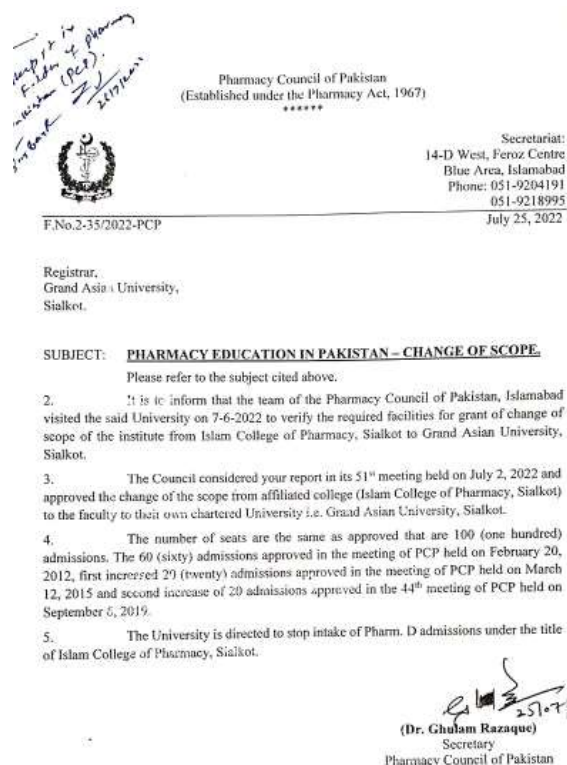 keep it in
Folder of pharmacy
(PCP).
Pharmacy Council of Pakistan
(Established under the Pharmacy Act, 1967)
******
Secretariat:
14-D West, Feroz Centre
Blue Area, Islamabad
Phone: 051-9204191
051-9218995
F.No.2-35/2022-PCP
July 25, 2022
Registrar,
Grand Asian University,
Sialkot.
SUBJECT: PHARMACY EDUCATION IN PAKISTAN – CHANGE OF SCOPE.
Please refer to the subject cited above.
2. It is to inform that the team of the Pharmacy Council of Pakistan, Islamabad
visited the said University on 7-6-2022 to verify the required facilities for grant of change of
scope of the institute from Islam College of Pharmacy, Sialkot to Grand Asian University,
Sialkot.
3. The Council considered your report in its 51st meeting held on July 2, 2022 and
approved the change of the scope from affiliated college (Islam College of Pharmacy, Sialkot)
to the faculty to their own chartered University i.e. Grand Asian University, Sialkot.
4. The number of seats are the same as approved that are 100 (one hundred)
admissions. The 60 (sixty) admissions approved in the meeting of PCP held on February 20,
2012, first increased 20 (twenty) admissions approved in the meeting of PCP held on March
12, 2015 and second increase of 20 admissions approved in the 44th meeting of PCP held on
September 2019.
5. The University is directed to stop intake of Pharm. D admissions under the title
of Islam College of Pharmacy, Sialkot.
25/07/
(Dr. Ghulam Razaque)
Secretary
Pharmacy Council of Pakistan